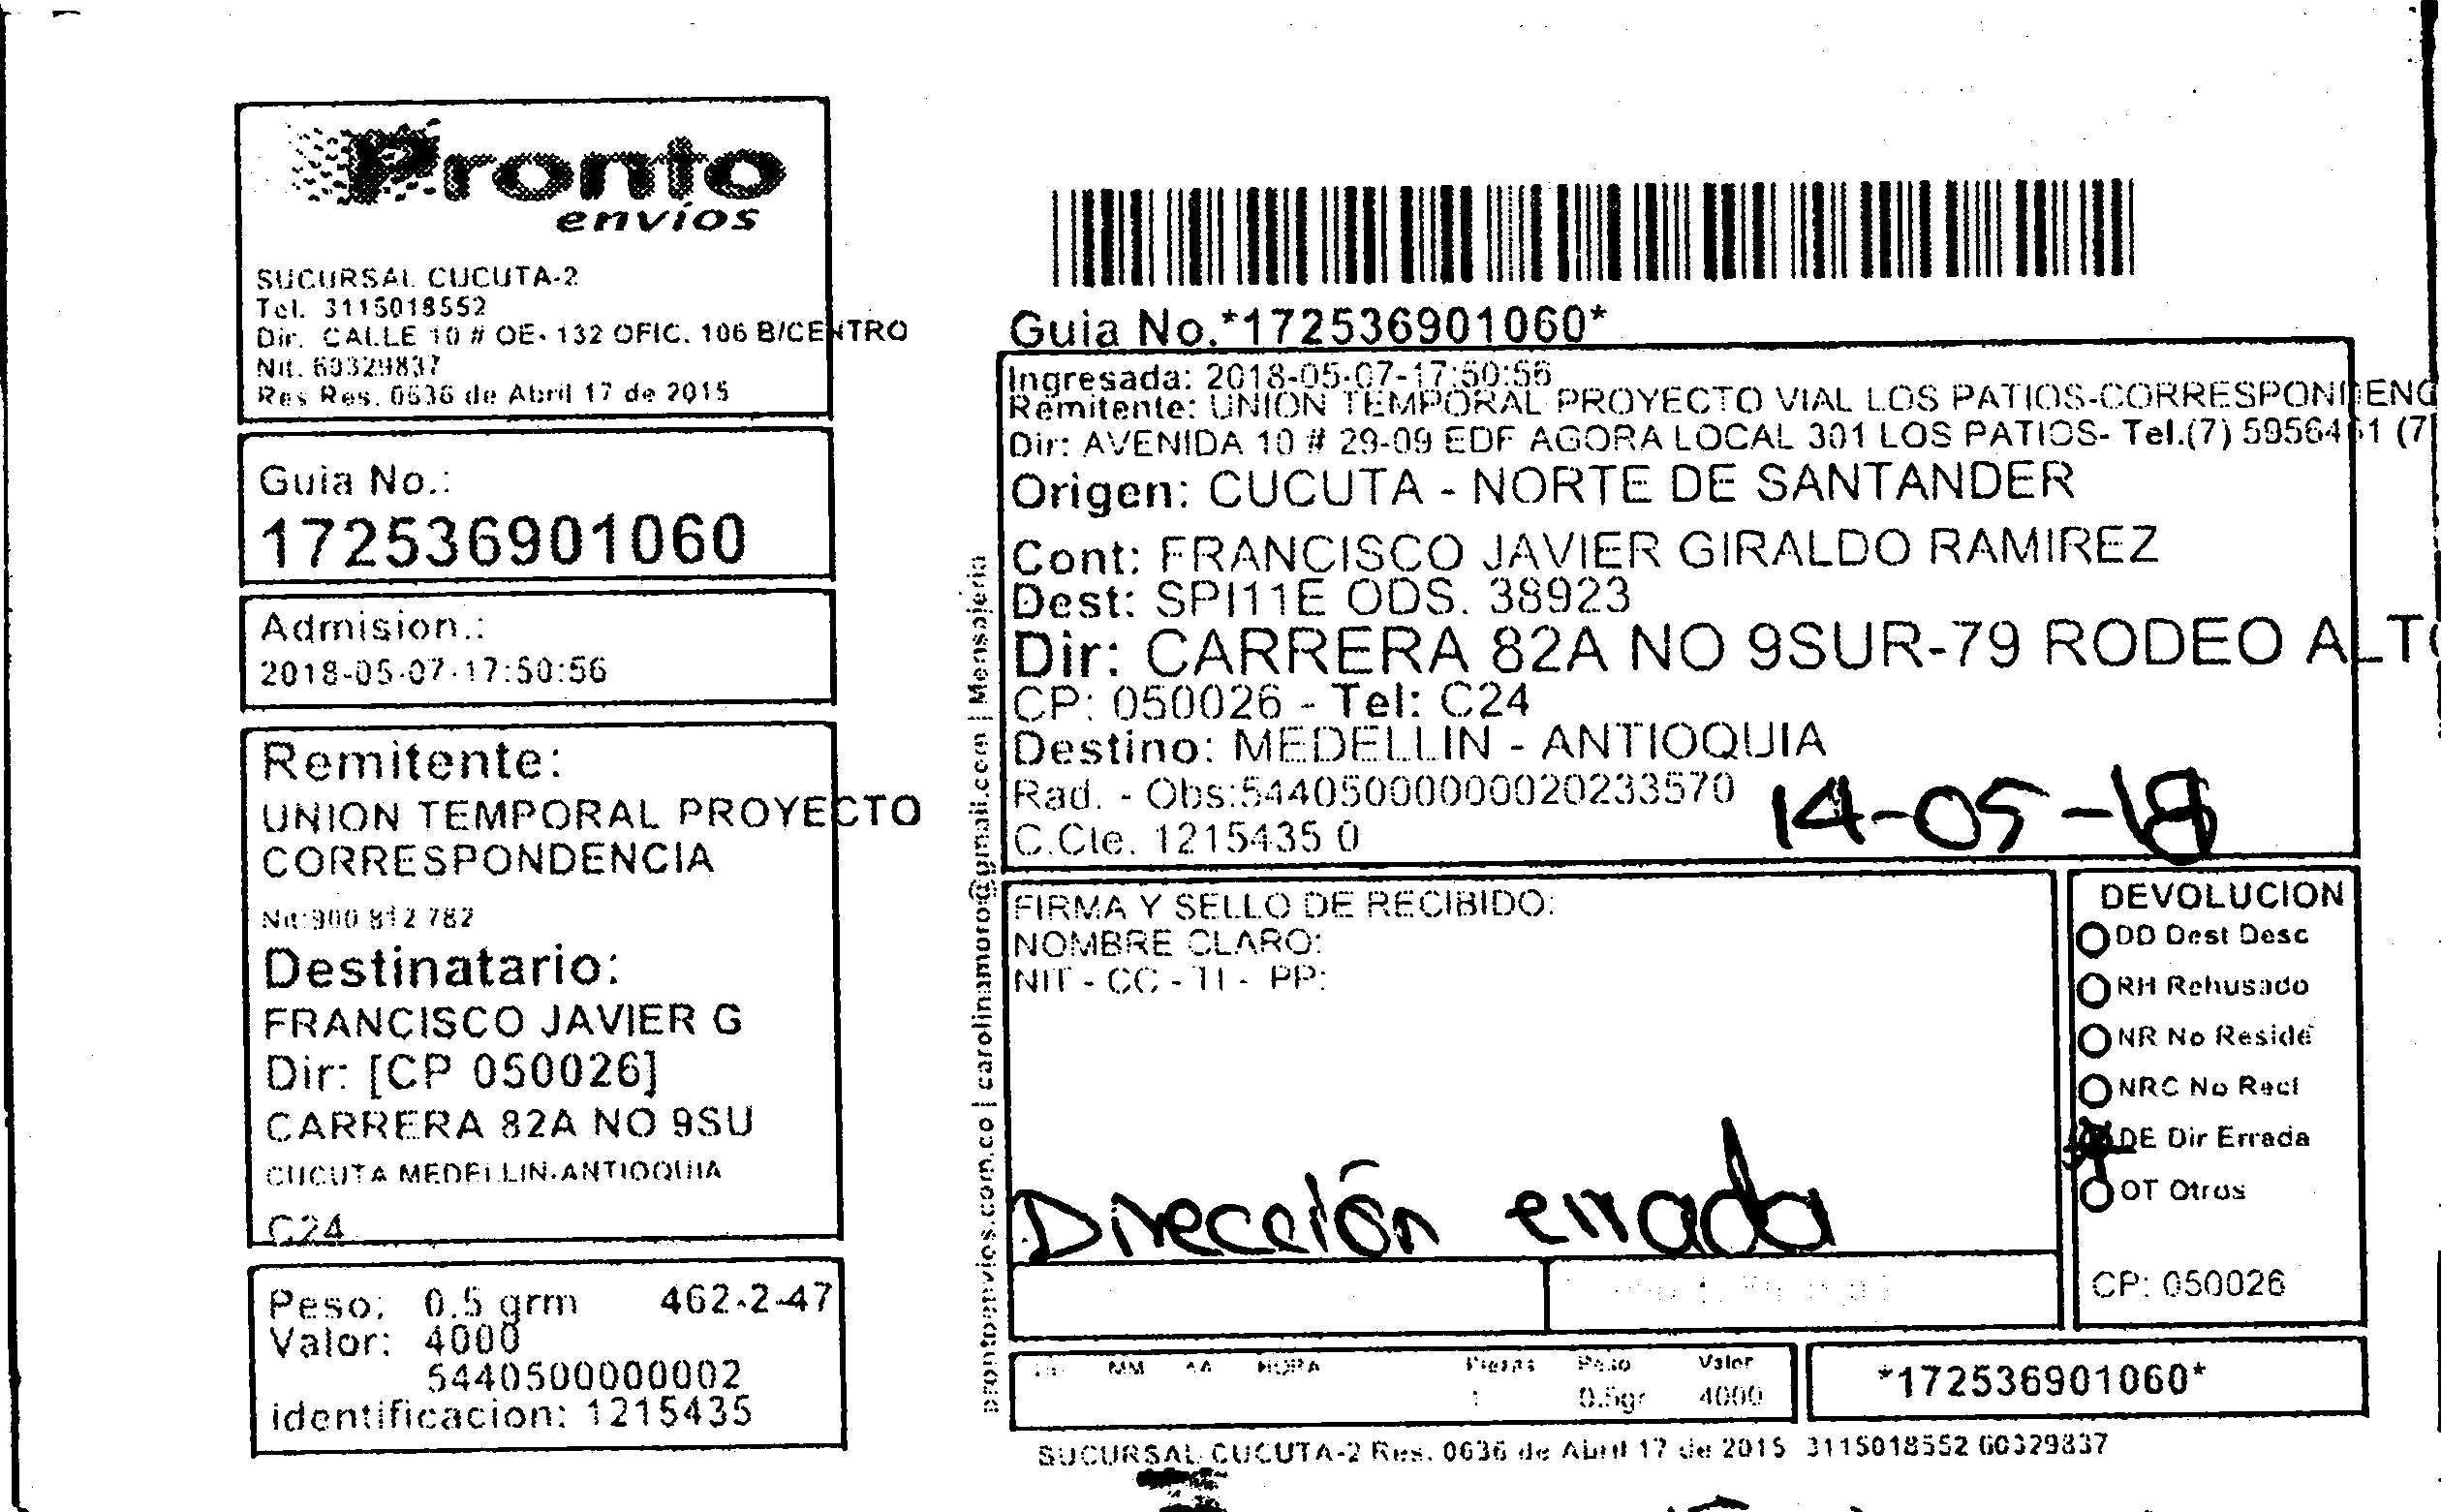 Pronto
envios
SUCURSAL CUCUTA-2
Tel. 3115018552
Dir. CALLE 10 # OE- 132 OFIC. 106 B/CENTRO
Nit. 60329837
Res Res. 0636 de Abril 17 de 2015
Guia No.:
172536901060
Admision.:
2018-05-07-17:50:56
Remitente:
UNION TEMPORAL PROYECTO
CORRESPONDENCIA
Nit:900 812 782
Destinatario:
FRANCISCO JAVIER G
Dir: [CP 050026]
CARRERA 82A NO 9SU
CUCUTA MEDELLIN-ANTIOQUIA
C24
Peso: 0.5 grm 462-2-47
Valor: 4000
5440500000002
identificacion: 1215435
prontoenvios.com.co | carolinamoro@gmail.com | Mensajeria
Guia No.*172536901060*
Ingresada: 2018-05-07-17:50:56
Remitente: UNION TEMPORAL PROYECTO VIAL LOS PATIOS-CORRESPONDENC
Dir: AVENIDA 10 # 29-09 EDF AGORA LOCAL 301 LOS PATIOS- Tel.(7) 5956461 (7
Origen: CUCUTA - NORTE DE SANTANDER
Cont: FRANCISCO JAVIER GIRALDO RAMIREZ
Dest: SPI11E ODS. 38923
Dir: CARRERA 82A NO 9SUR-79 RODEO ALTO
CP: 050026 - Tel: C24
Destino: MEDELLIN - ANTIOQUIA
Rad. - Obs:544050000000020233570
14-05-18
C.Cte. 1215435 0
FIRMA Y SELLO DE RECIBIDO:
NOMBRE CLARO:
NIT - CC - TI - PP:
Dirección errada
DEVOLUCION
DD Dest Desc
RH Rehusado
NR No Reside
NRC No Recl
DE Dir Errada
OT Otros
CP: 050026
MM AA HORA Piezas Peso Valor
1 0.5gr 4000
*172536901060*
SUCURSAL CUCUTA-2 Res. 0636 de Abril 17 de 2015 3115018552 60329837